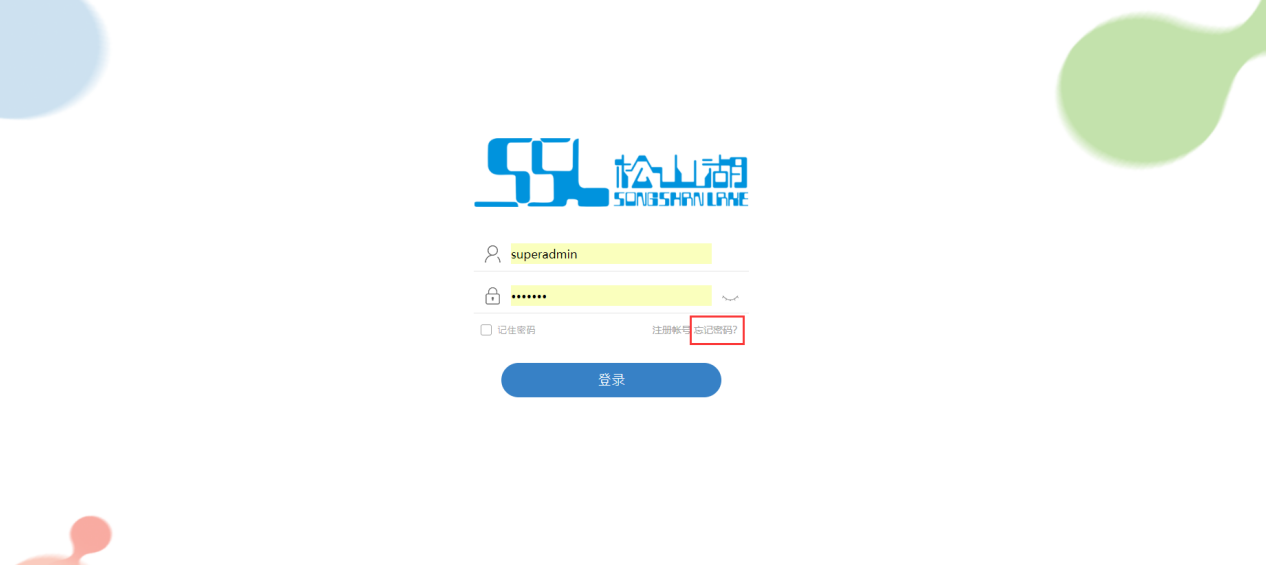 SSL 松山湖
SONGSHAN LAKE
superadmin
•••••••
记住密码 注册帐号 忘记密码?
登录